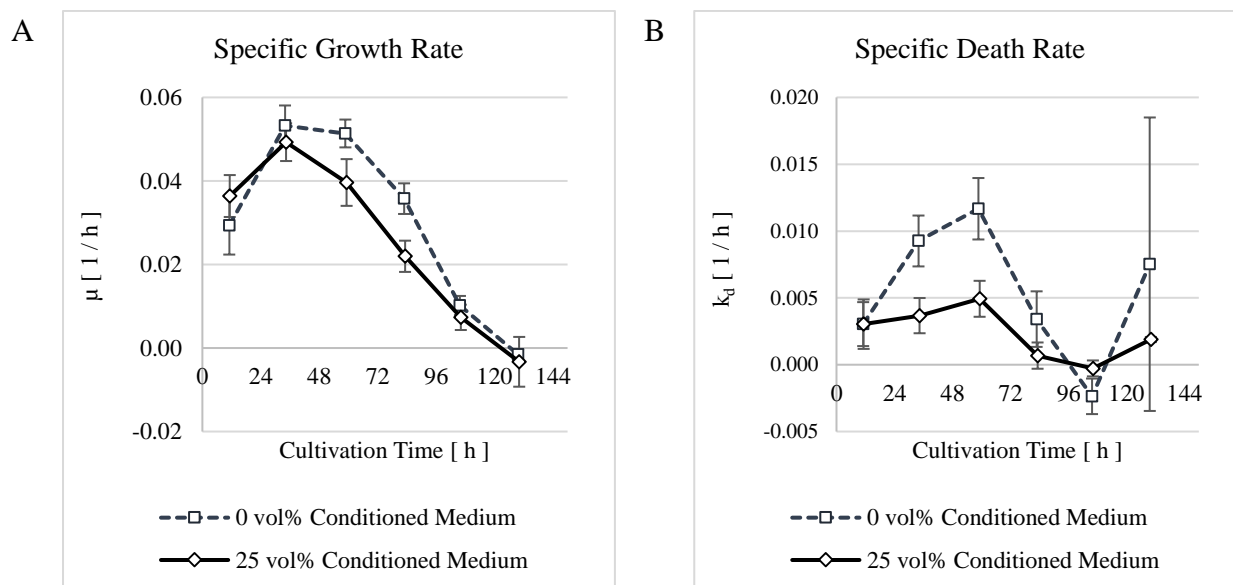 A
Specific Growth Rate
0.06
0.04
0.02
0.00
-0.02
µ [ 1 / h ]
0 24 48 72 96 120 144
Cultivation Time [ h ]
0 vol% Conditioned Medium
25 vol% Conditioned Medium
B
Specific Death Rate
0.020
0.015
0.010
0.005
0.000
-0.005
kd [ 1 / h ]
0 24 48 72 96 120 144
Cultivation Time [ h ]
0 vol% Conditioned Medium
25 vol% Conditioned Medium